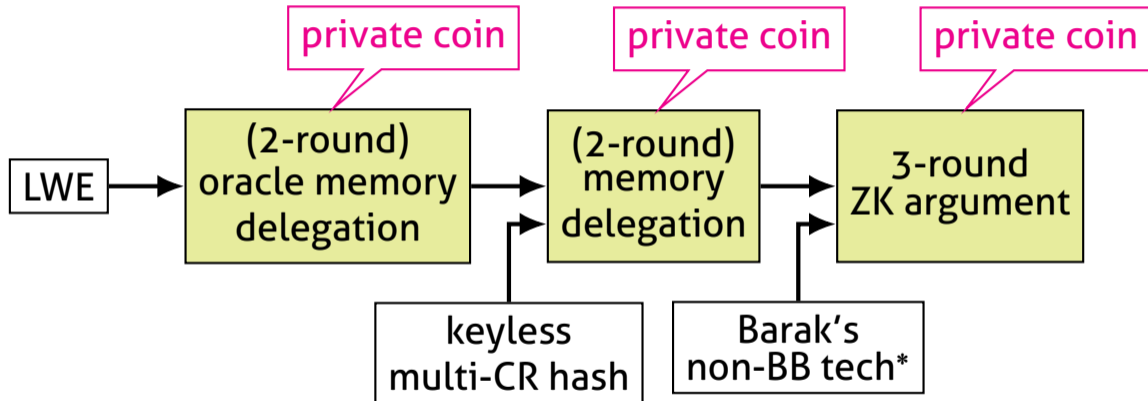 private coin
private coin
private coin
LWE
(2-round)
oracle memory
delegation
(2-round)
memory
delegation
3-round
ZK argument
keyless
multi-CR hash
Barak's
non-BB tech*